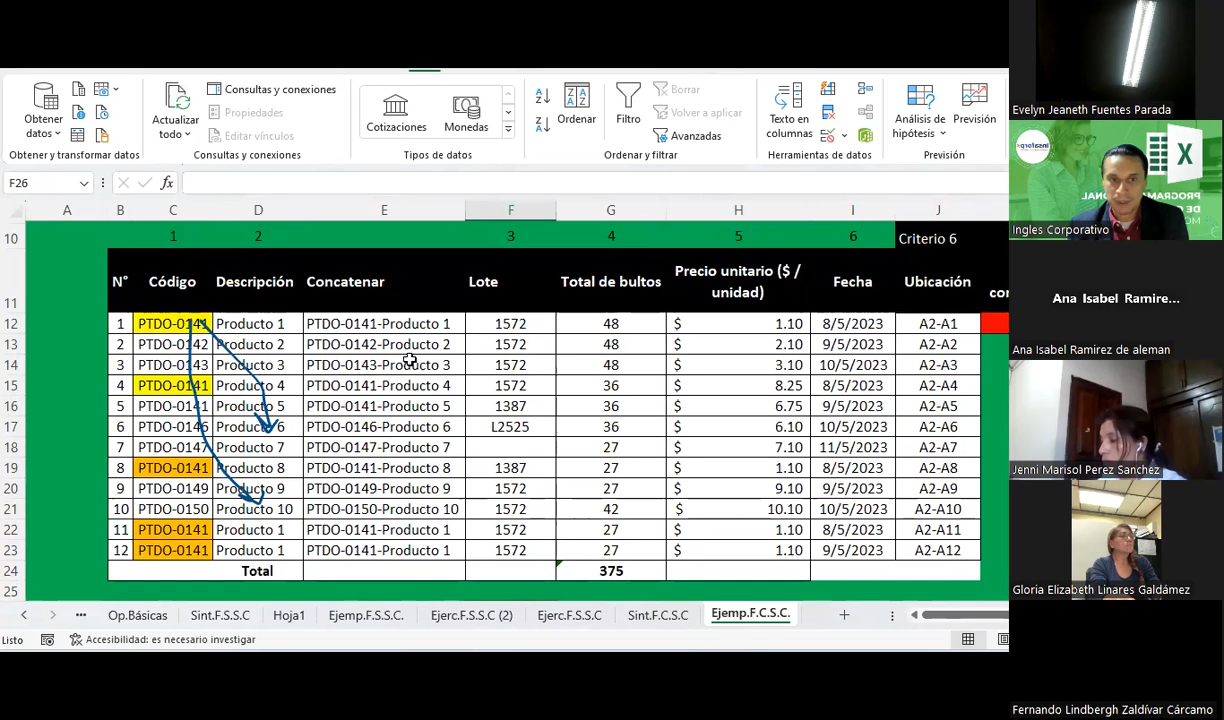 Obtener datos
Consultas y conexiones
Propiedades
Editar vínculos
Actualizar todo
Cotizaciones
Monedas
Ordenar
Filtro
Borrar
Volver a aplicar
Avanzadas
Texto en columnas
Análisis de hipótesis
Previsión
Obtener y transformar datos
Consultas y conexiones
Tipos de datos
Ordenar y filtrar
Herramientas de datos
Previsión
F26 fx
A B C D E F G H I J
10 1 2 3 4 5 6 Criterio 6
11 N° Código Descripción Concatenar Lote Total de bultos Precio unitario ($ / unidad) Fecha Ubicación
12 1 PTDO-0141 Producto 1 PTDO-0141-Producto 1 1572 48 $ 1.10 8/5/2023 A2-A1
13 2 PTDO-0142 Producto 2 PTDO-0142-Producto 2 1572 48 $ 2.10 9/5/2023 A2-A2
14 3 PTDO-0143 Producto 3 PTDO-0143-Producto 3 1572 48 $ 3.10 10/5/2023 A2-A3
15 4 PTDO-0141 Producto 4 PTDO-0141-Producto 4 1572 36 $ 8.25 8/5/2023 A2-A4
16 5 PTDO-0141 Producto 5 PTDO-0141-Producto 5 1387 36 $ 6.75 9/5/2023 A2-A5
17 6 PTDO-0146 Producto 6 PTDO-0146-Producto 6 L2525 36 $ 6.10 10/5/2023 A2-A6
18 7 PTDO-0147 Producto 7 PTDO-0147-Producto 7 27 $ 7.10 11/5/2023 A2-A7
19 8 PTDO-0141 Producto 8 PTDO-0141-Producto 8 1387 27 $ 1.10 8/5/2023 A2-A8
20 9 PTDO-0149 Producto 9 PTDO-0149-Producto 9 1572 27 $ 9.10 9/5/2023 A2-A9
21 10 PTDO-0150 Producto 10 PTDO-0150-Producto 10 1572 42 $ 10.10 10/5/2023 A2-A10
22 11 PTDO-0141 Producto 1 PTDO-0141-Producto 1 1572 27 $ 1.10 8/5/2023 A2-A11
23 12 PTDO-0141 Producto 1 PTDO-0141-Producto 1 1572 27 $ 1.10 9/5/2023 A2-A12
24 Total 375
25
... Op.Básicas Sint.F.S.S.C Hoja1 Ejemp.F.S.S.C. Ejerc.F.S.S.C (2) Ejerc.F.S.S.C Sint.F.C.S.C Ejemp.F.C.S.C.
Listo Accesibilidad: es necesario investigar
Evelyn Jeaneth Fuentes Parada
X
Ingles Corporativo
Ana Isabel Ramire...
Ana Isabel Ramirez de aleman
Jenni Marisol Perez Sanchez
Gloria Elizabeth Linares Galdámez
Fernando Lindbergh Zaldívar Cárcamo